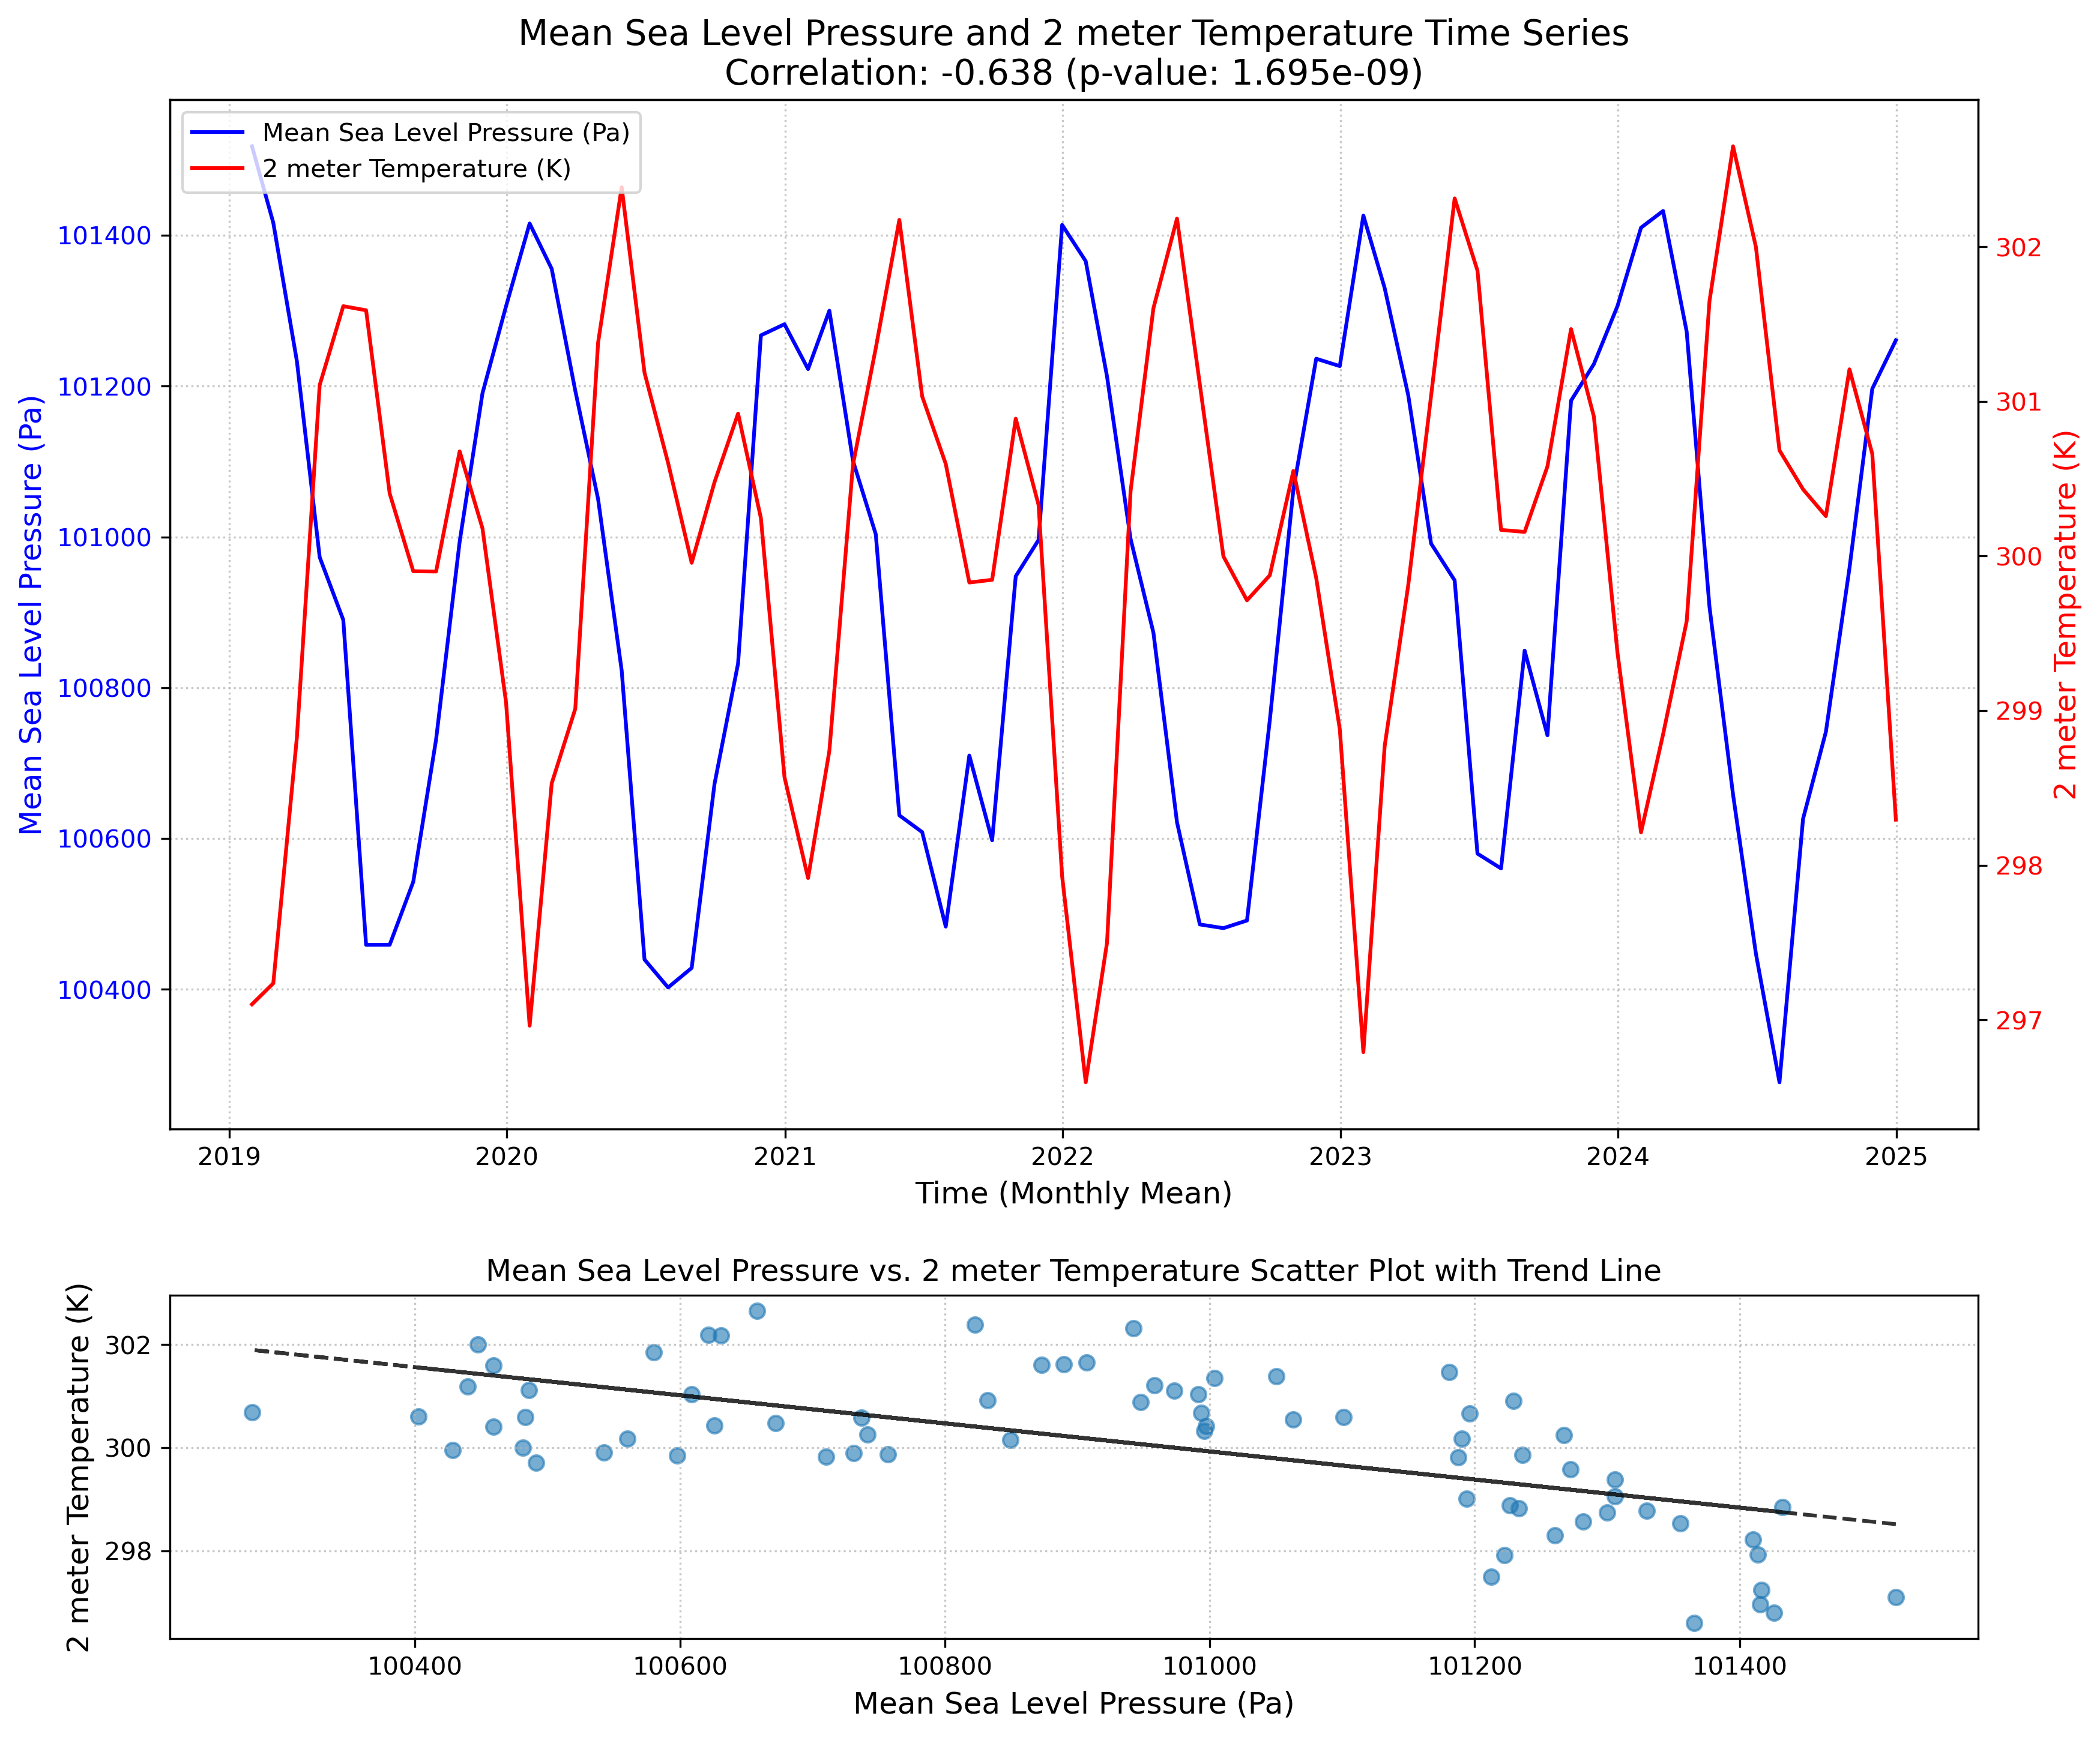 Mean Sea Level Pressure and 2 meter Temperature Time Series
Correlation: -0.638 (p-value: 1.695e-09)
Mean Sea Level Pressure (Pa)
2 meter Temperature (K)
Mean Sea Level Pressure (Pa)
101400
101200
101000
100800
100600
100400
302
301
300
299
298
297
2 meter Temperature (K)
2019 2020 2021 2022 2023 2024 2025
Time (Monthly Mean)
Mean Sea Level Pressure vs. 2 meter Temperature Scatter Plot with Trend Line
2 meter Temperature (K)
302
300
298
100400 100600 100800 101000 101200 101400
Mean Sea Level Pressure (Pa)